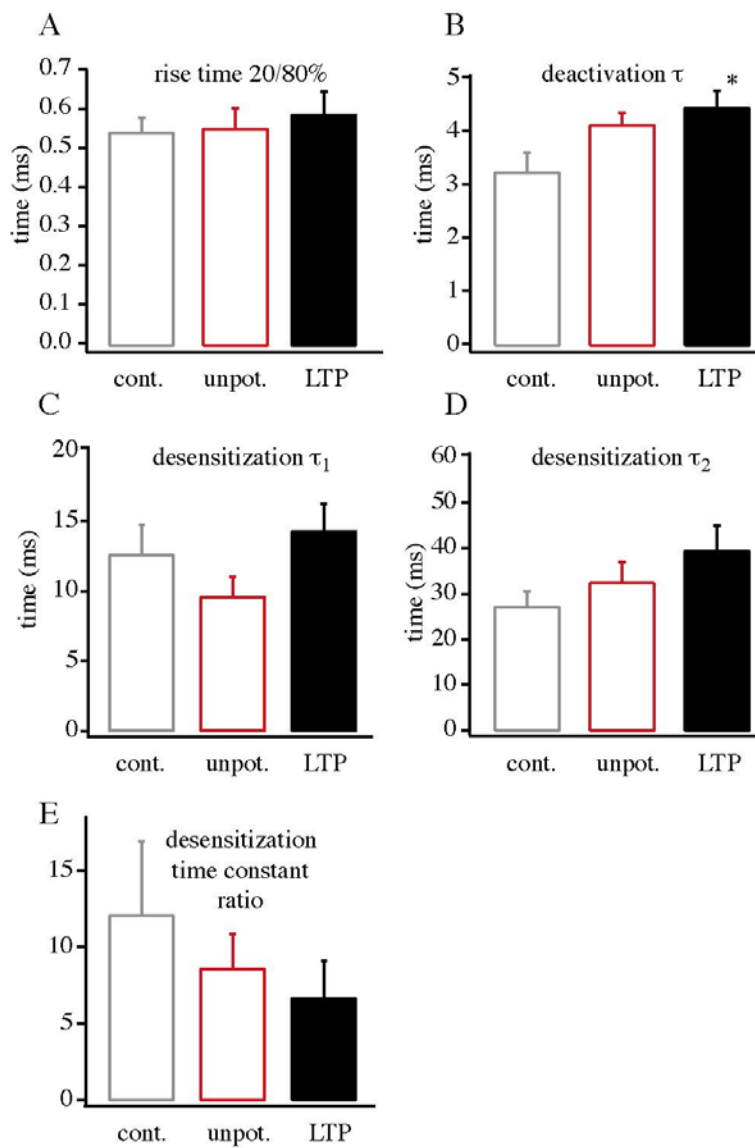 A
rise time 20/80%
time (ms)
0.7
0.6
0.5
0.4
0.3
0.2
0.1
0.0
cont. unpot. LTP
B
deactivation τ
*
time (ms)
5
4
3
2
1
0
cont. unpot. LTP
C
desensitization τ1
time (ms)
20
15
10
5
0
cont. unpot. LTP
D
desensitization τ2
time (ms)
60
50
40
30
20
10
0
cont. unpot. LTP
E
desensitization
time constant
ratio
15
10
5
0
cont. unpot. LTP